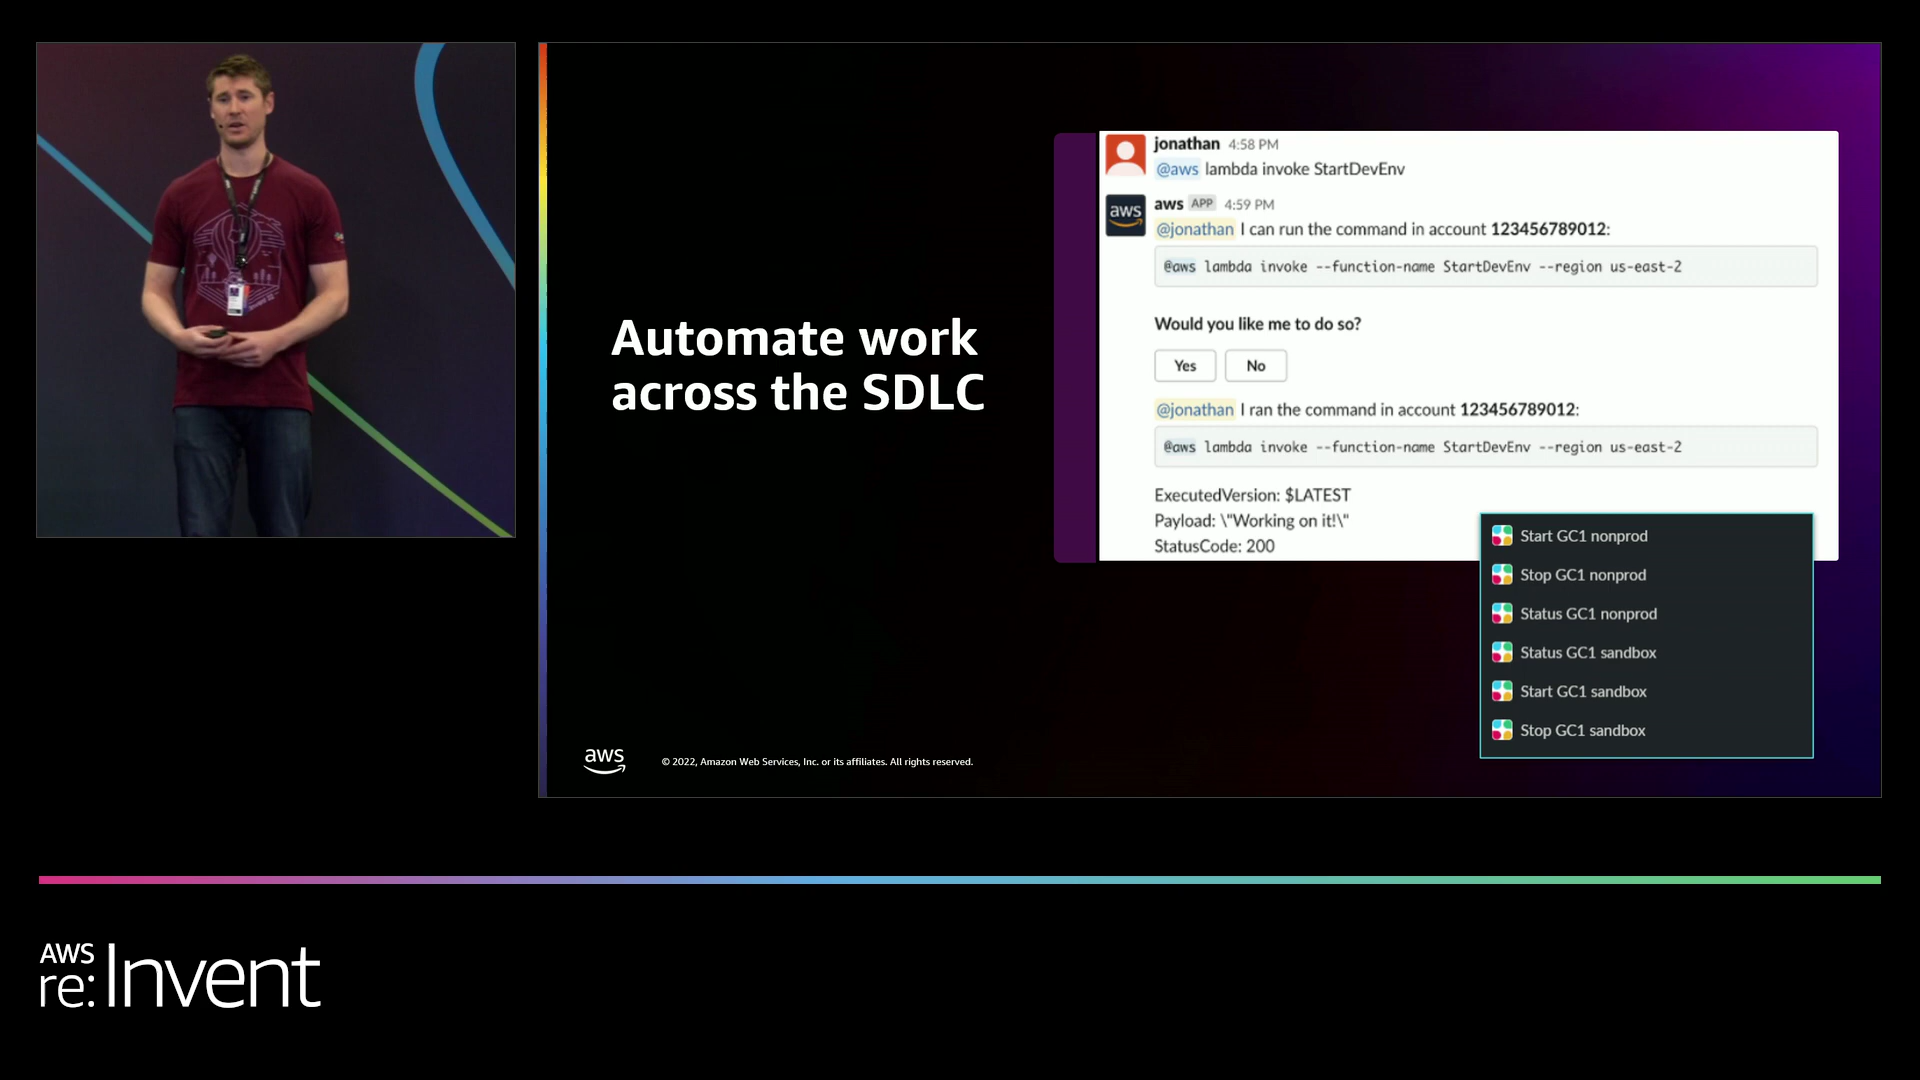 Automate work
across the SDLC
jonathan 4:58 PM
@aws lambda invoke StartDevEnv
aws
aws APP 4:59 PM
@jonathan I can run the command in account 123456789012:
@aws lambda invoke --function-name StartDevEnv --region us-east-2
Would you like me to do so?
Yes No
@jonathan I ran the command in account 123456789012:
@aws lambda invoke --function-name StartDevEnv --region us-east-2
ExecutedVersion: $LATEST
Payload: \"Working on it!\"
StatusCode: 200
Start GC1 nonprod
Stop GC1 nonprod
Status GC1 nonprod
Status GC1 sandbox
Start GC1 sandbox
Stop GC1 sandbox
aws
© 2022, Amazon Web Services, Inc. or its affiliates. All rights reserved.
AWS
re:Invent